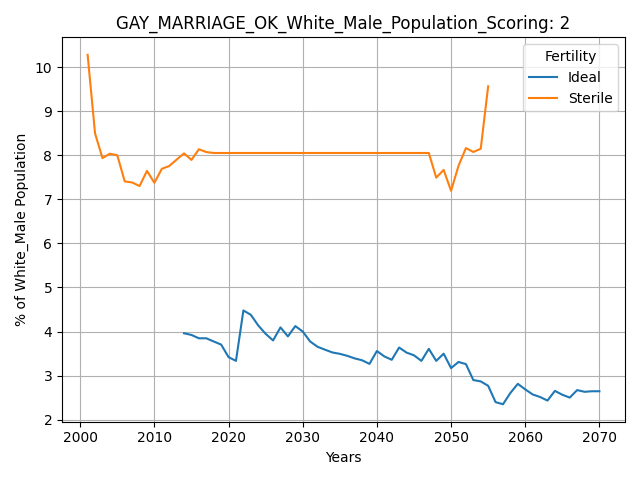 GAY_MARRIAGE_OK_White_Male_Population_Scoring: 2
Fertility
Ideal
Sterile
% of White_Male Population
10
9
8
7
6
5
4
3
2
2000 2010 2020 2030 2040 2050 2060 2070
Years